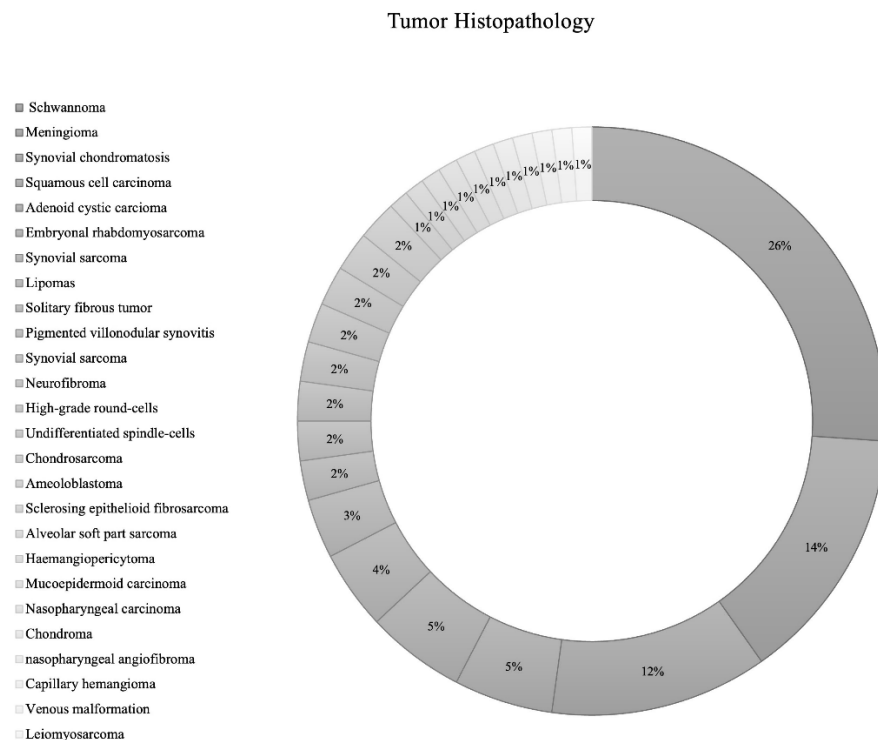 Tumor Histopathology
Schwannoma
Meningioma
Synovial chondromatosis
Squamous cell carcinoma
Adenoid cystic carcioma
Embryonal rhabdomyosarcoma
Synovial sarcoma
Lipomas
Solitary fibrous tumor
Pigmented villonodular synovitis
Synovial sarcoma
Neurofibroma
High-grade round-cells
Undifferentiated spindle-cells
Chondrosarcoma
Ameoloblastoma
Sclerosing epithelioid fibrosarcoma
Alveolar soft part sarcoma
Haemangiopericytoma
Mucoepidermoid carcinoma
Nasopharyngeal carcinoma
Chondroma
nasopharyngeal angiofibroma
Capillary hemangioma
Venous malformation
Leiomyosarcoma
26%
14%
12%
5%
5%
4%
3%
2%
2%
2%
2%
2%
2%
2%
2%
1%
1%
1%
1%
1%
1%
1%
1%
1%
1%
1%